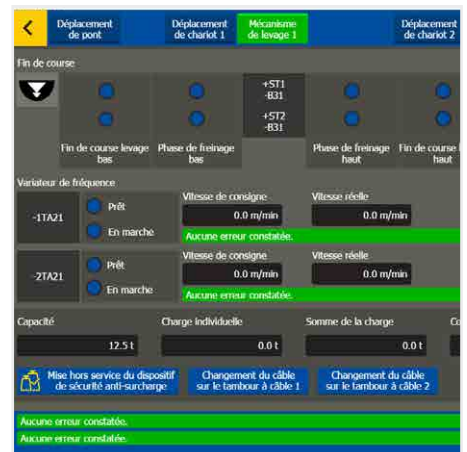 Déplacement de pont
Déplacement de chariot 1
Mécanisme de levage 1
Déplacement de chariot 2
Fin de course
+ST1
-B31
+ST2
-B31
Fin de course levage bas
Phase de freinage bas
Phase de freinage haut
Fin de course
haut
Variateur de fréquence
-1TA21
Prêt
En marche
Vitesse de consigne
0.0 m/min
Vitesse réelle
0.0 m/min
Aucune erreur constatée.
-2TA21
Prêt
En marche
Vitesse de consigne
0.0 m/min
Vitesse réelle
0.0 m/min
Aucune erreur constatée.
Capacité
Charge individuelle
Somme de la charge
Co
12.5 t
0.0 t
0.0 t
Mise hors service du dispositif
de sécurité anti-surcharge
Changement du câble
sur le tambour à câble 1
Changement du câble
sur le tambour à câble 2
Aucune erreur constatée.
Aucune erreur constatée.